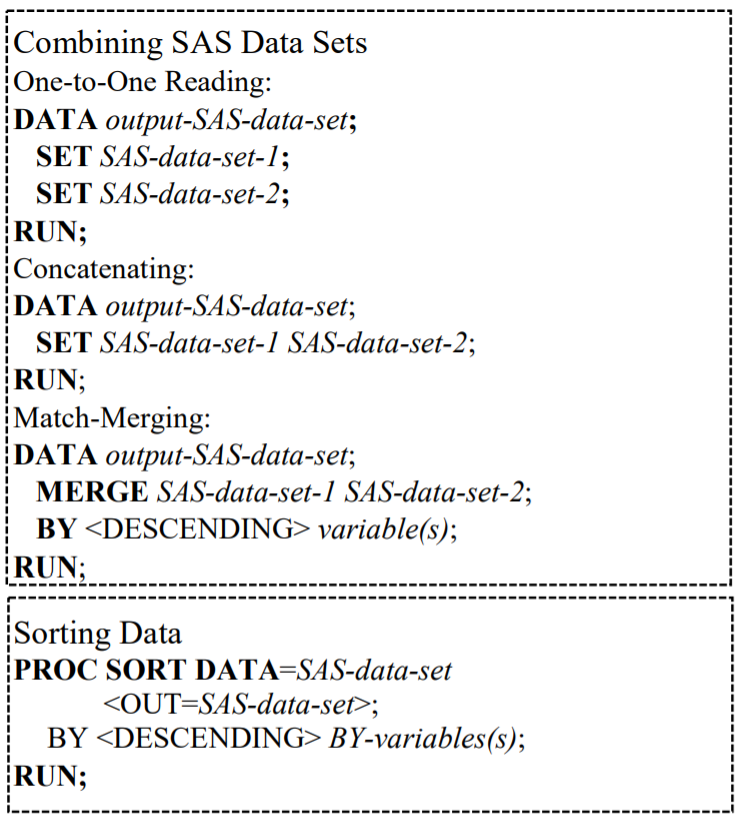 Combining SAS Data Sets
One-to-One Reading:
DATA output-SAS-data-set;
SET SAS-data-set-1;
SET SAS-data-set-2;
RUN;
Concatenating:
DATA output-SAS-data-set;
SET SAS-data-set-1 SAS-data-set-2;
RUN;
Match-Merging:
DATA output-SAS-data-set;
MERGE SAS-data-set-1 SAS-data-set-2;
BY <DESCENDING> variable(s);
RUN;
Sorting Data
PROC SORT DATA=SAS-data-set
<OUT=SAS-data-set>;
BY <DESCENDING> BY-variables(s);
RUN;